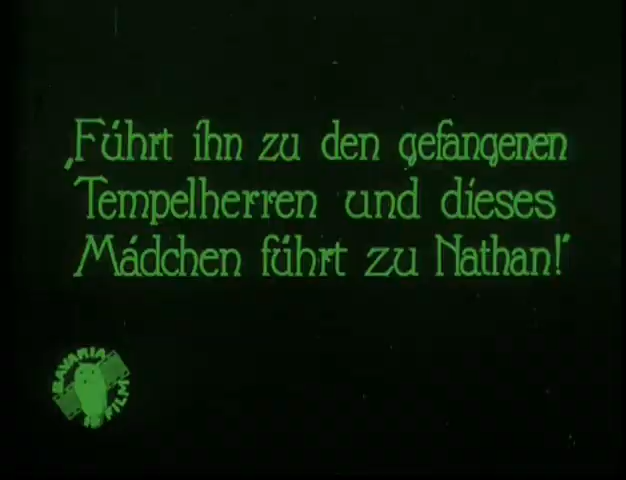 „Führt ihn zu den gefangenen
Tempelherren und dieses
Mädchen führt zu Nathan!“
BAVARIA
FILM